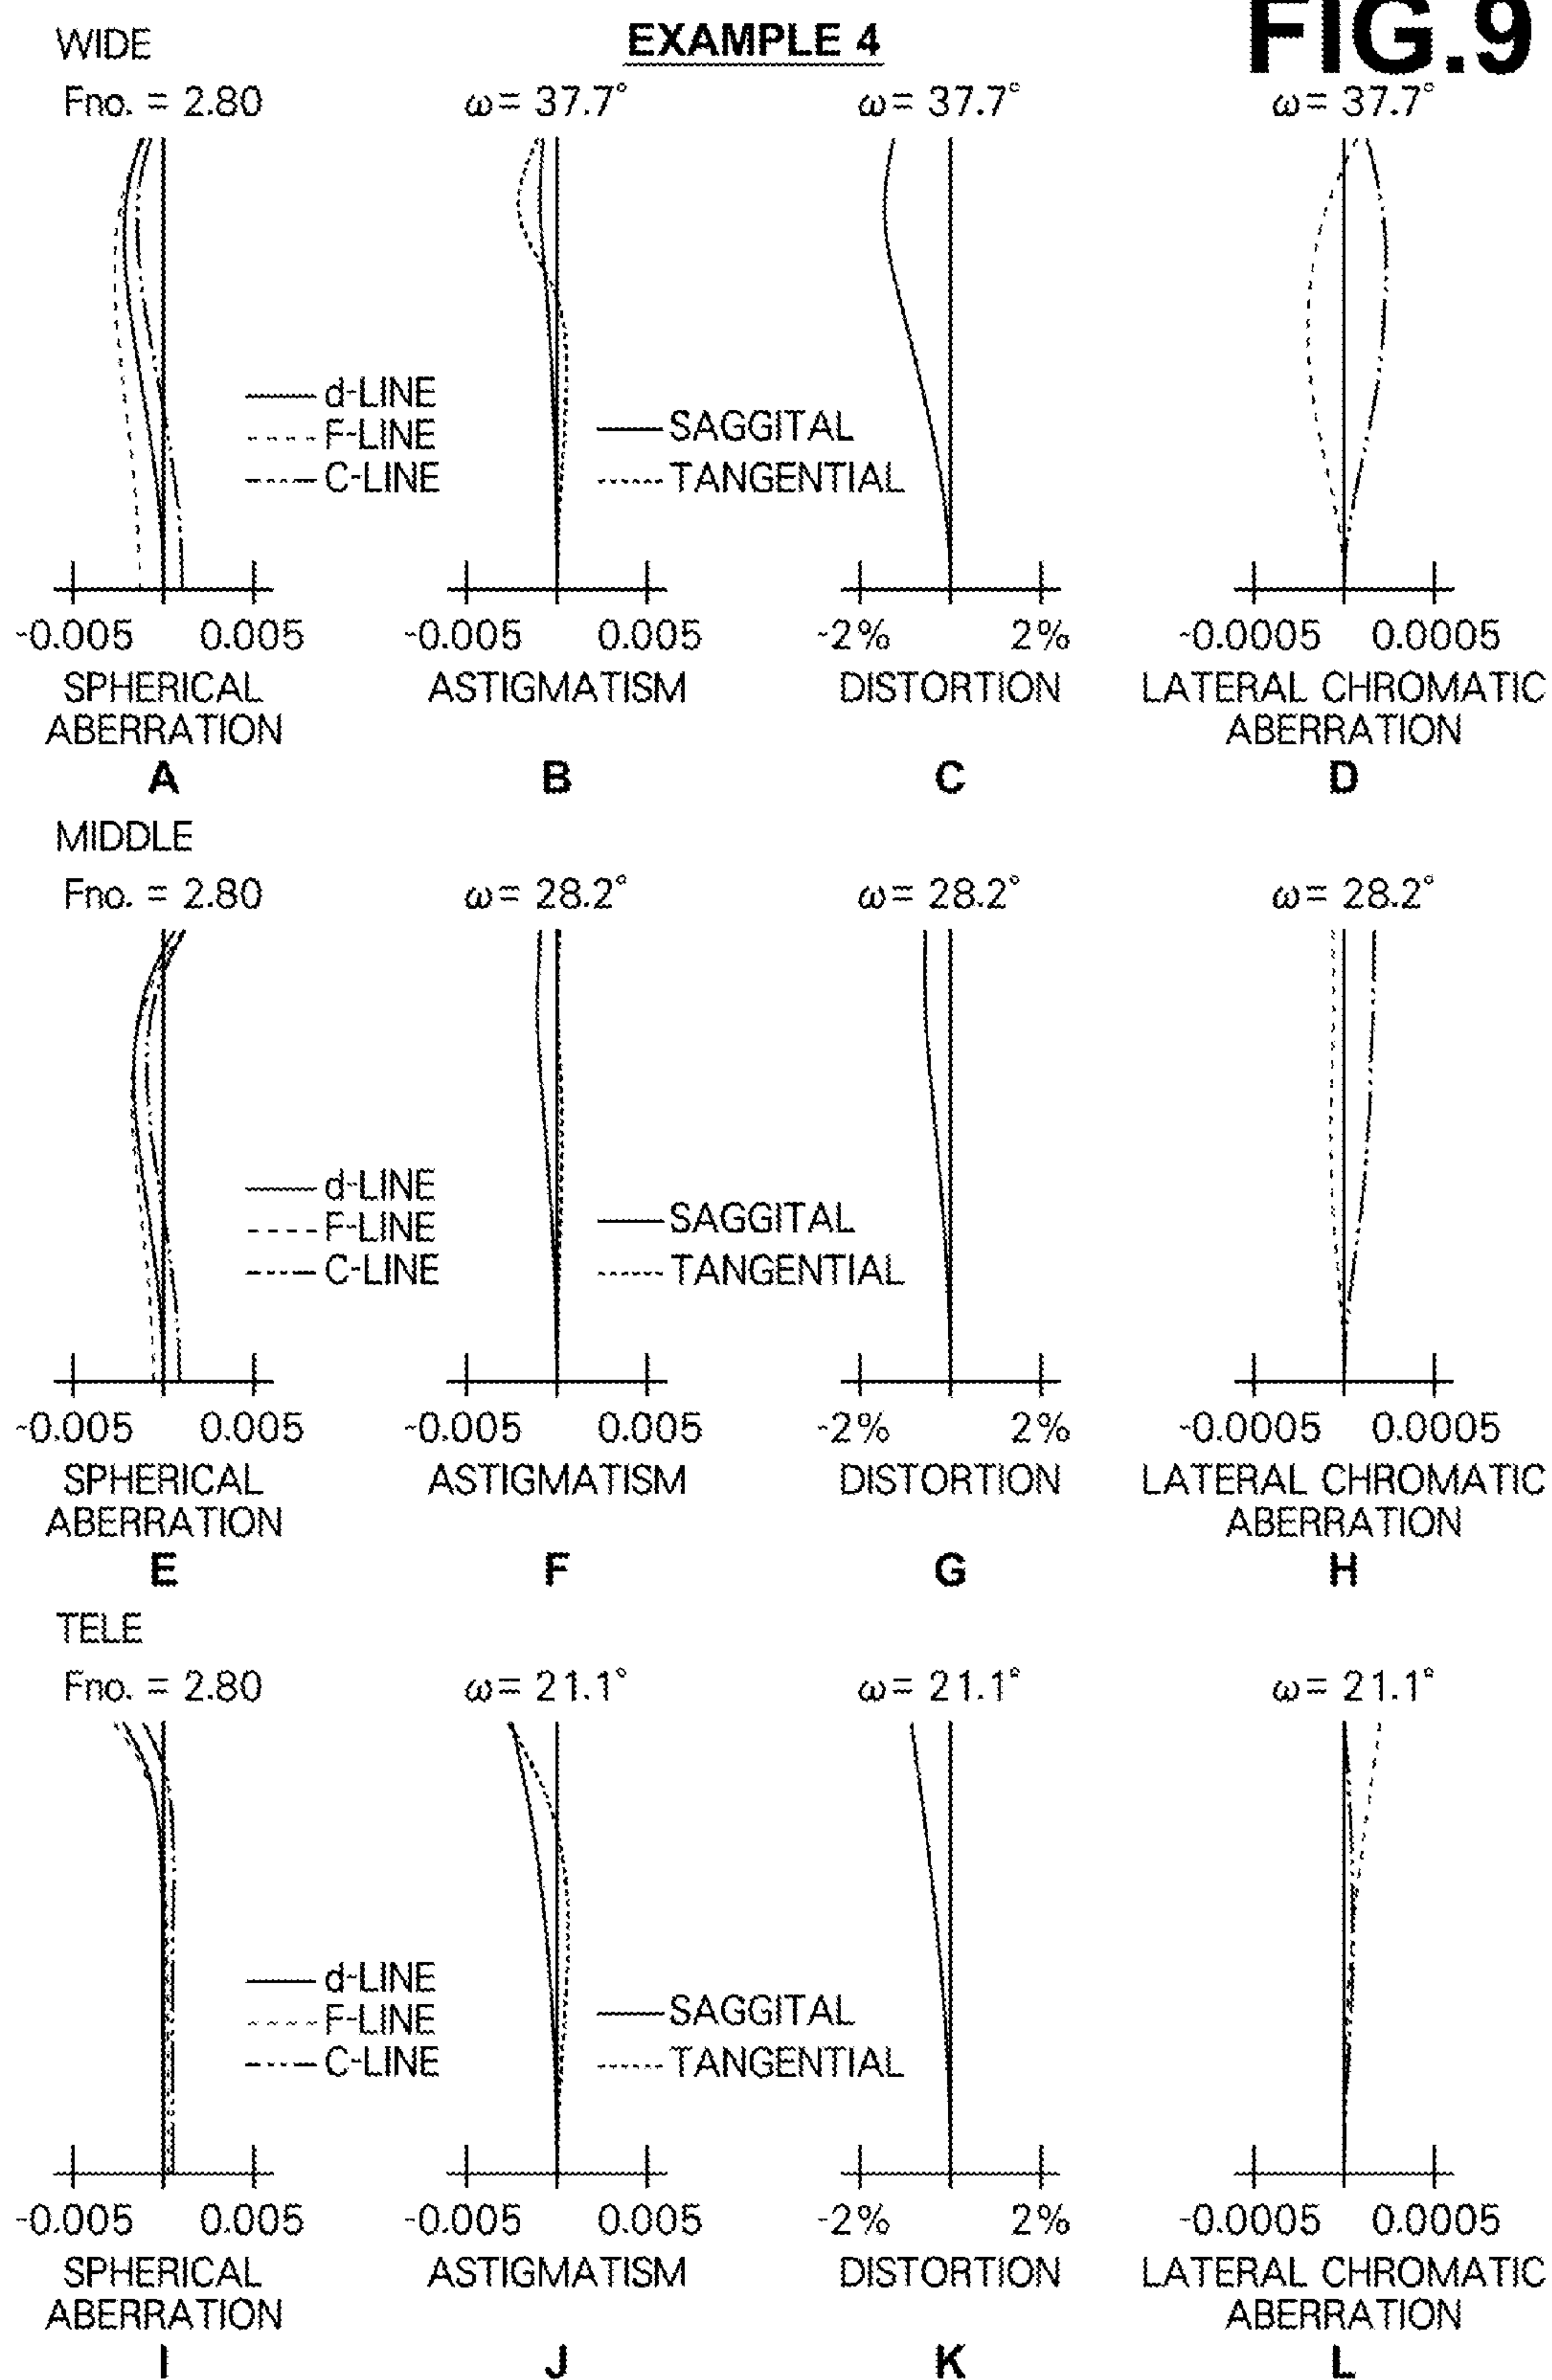 FIG.9
EXAMPLE 4
WIDE
Fno. = 2.80
ω= 37.7°
ω= 37.7°
ω= 37.7°
d-LINE
F-LINE
C-LINE
SAGGITAL
TANGENTIAL
-0.005 0.005
-0.005 0.005
-2% 2%
-0.0005 0.0005
SPHERICAL
ABERRATION
ASTIGMATISM
DISTORTION
LATERAL CHROMATIC
ABERRATION
A
B
C
D
MIDDLE
Fno. = 2.80
ω= 28.2°
ω= 28.2°
ω= 28.2°
d-LINE
F-LINE
C-LINE
SAGGITAL
TANGENTIAL
-0.005 0.005
-0.005 0.005
-2% 2%
-0.0005 0.0005
SPHERICAL
ABERRATION
ASTIGMATISM
DISTORTION
LATERAL CHROMATIC
ABERRATION
E
F
G
H
TELE
Fno. = 2.80
ω= 21.1°
ω= 21.1°
ω= 21.1°
d-LINE
F-LINE
C-LINE
SAGGITAL
TANGENTIAL
-0.005 0.005
-0.005 0.005
-2% 2%
-0.0005 0.0005
SPHERICAL
ABERRATION
ASTIGMATISM
DISTORTION
LATERAL CHROMATIC
ABERRATION
I
J
K
L